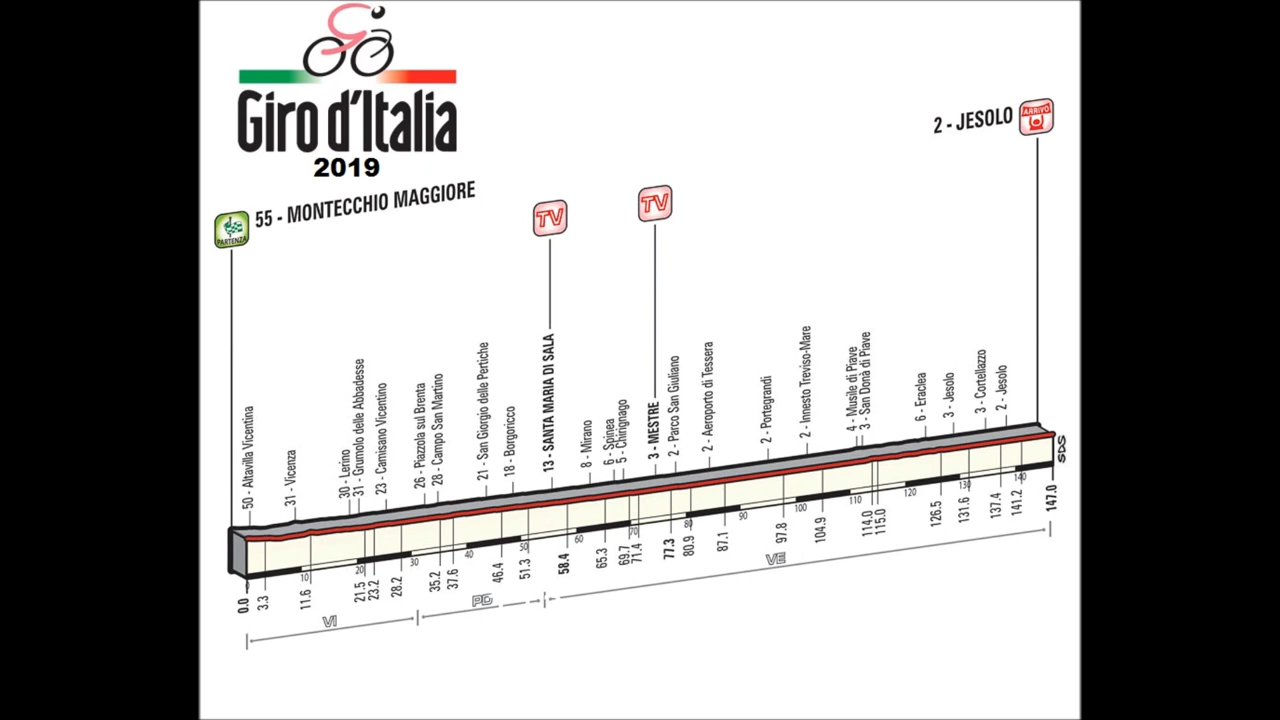 Giro d'Italia
2019
55 - MONTECCHIO MAGGIORE
PARTENZA
TV
TV
2 - JESOLO
ARRIVO
50 - Altavilla Vicentina
31 - Vicenza
30 - Lerino
31 - Grumolo delle Abbadesse
23 - Camisano Vicentino
26 - Piazzola sul Brenta
28 - Campo San Martino
21 - San Giorgio delle Pertiche
18 - Borgoricco
13 - SANTA MARIA DI SALA
8 - Mirano
6 - Spinea
5 - Chirignago
3 - MESTRE
2 - Parco San Giuliano
2 - Aeroporto di Tessera
2 - Portegrandi
2 - Innesto Treviso-Mare
4 - Musile di Piave
3 - San Donà di Piave
6 - Eraclea
3 - Jesolo
3 - Cortellazzo
2 - Jesolo
SDS
0
10
20
30
40
50
60
70
80
90
100
110
120
130
140
0.0
3.3
11.6
21.5
23.2
28.2
35.2
37.6
46.4
51.3
58.4
65.3
69.7
71.4
77.3
80.9
87.1
97.8
104.9
114.0
115.0
126.5
131.6
137.4
141.2
147.0
VI
PD
VE